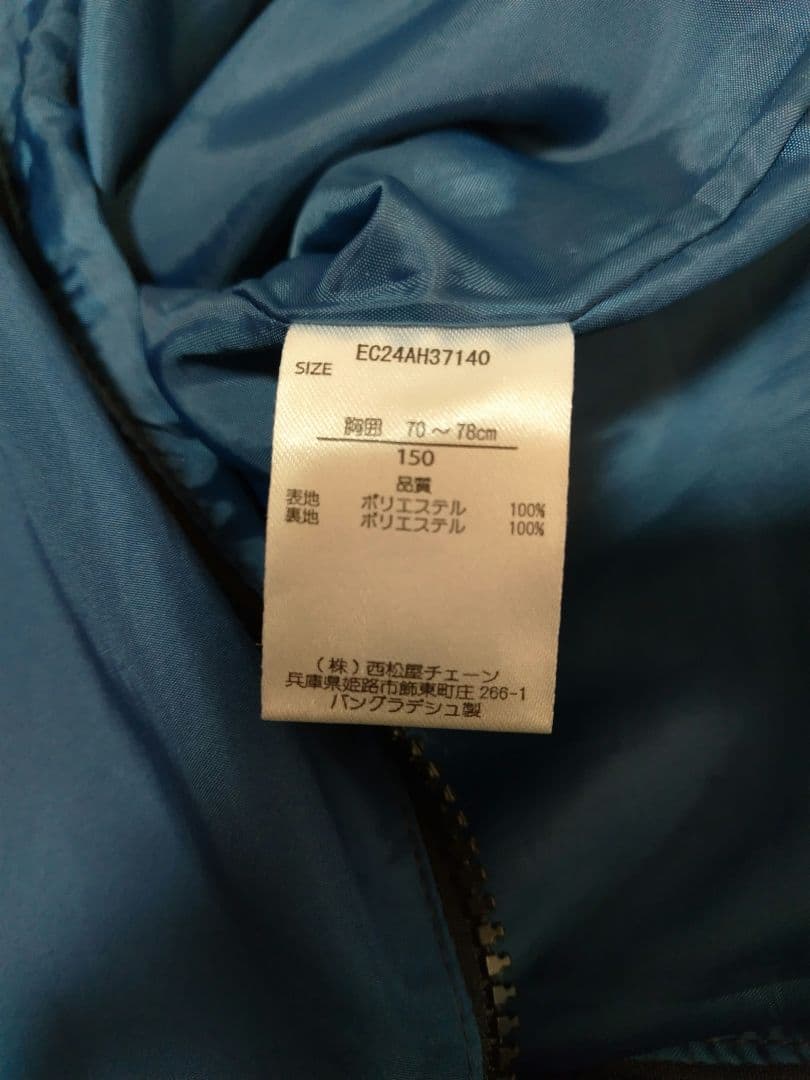 EC24AH37140
SIZE
胸囲 70～78cm
150
品質
表地 ポリエステル 100%
裏地 ポリエステル 100%
（株）西松屋チェーン
兵庫県姫路市飾東町庄 266-1
バングラデシュ製